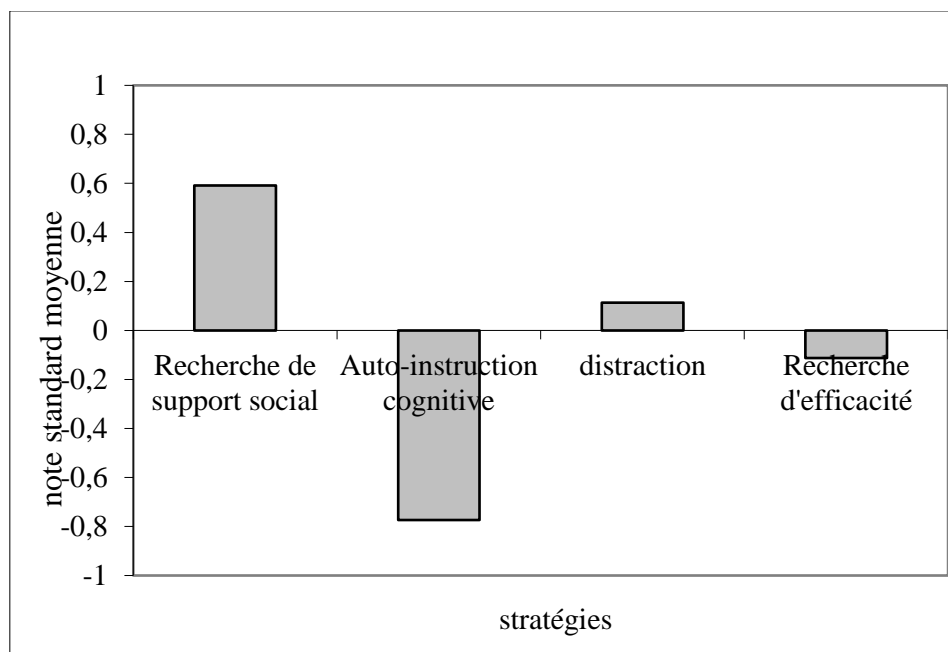 1
0,8
0,6
0,4
0,2
0
-0,2
-0,4
-0,6
-0,8
-1
note standard moyenne
Recherche de
support social
Auto-instruction
cognitive
distraction
Recherche
d'efficacité
stratégies